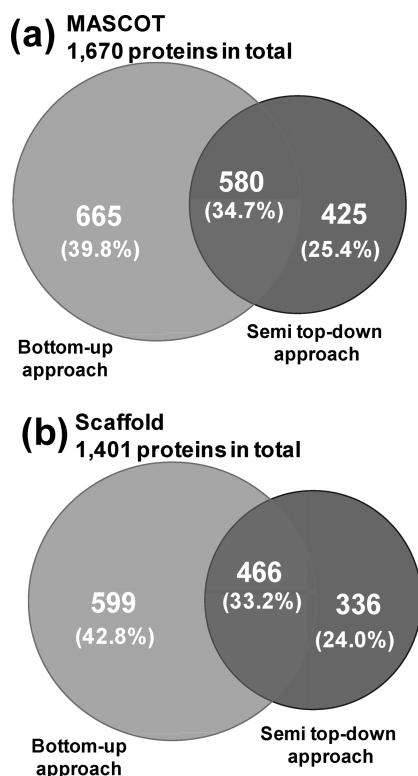 (a) MASCOT
1,670 proteins in total
665
(39.8%)
580
(34.7%)
425
(25.4%)
Bottom-up
approach
Semi top-down
approach
(b) Scaffold
1,401 proteins in total
599
(42.8%)
466
(33.2%)
336
(24.0%)
Bottom-up
approach
Semi top-down
approach